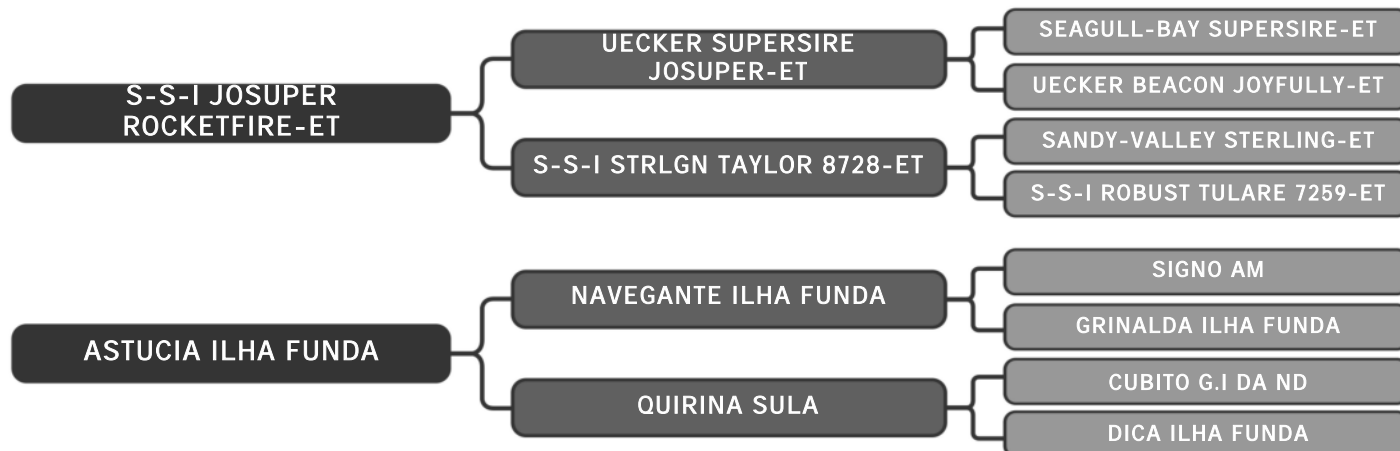 S-S-I JOSUPER
ROCKETFIRE-ET
UECKER SUPERSIRE
JOSUPER-ET
S-S-I STRLGN TAYLOR 8728-ET
SEAGULL-BAY SUPERSIRE-ET
UECKER BEACON JOYFULLY-ET
SANDY-VALLEY STERLING-ET
S-S-I ROBUST TULARE 7259-ET
ASTUCIA ILHA FUNDA
NAVEGANTE ILHA FUNDA
QUIRINA SULA
SIGNO AM
GRINALDA ILHA FUNDA
CUBITO G.I DA ND
DICA ILHA FUNDA